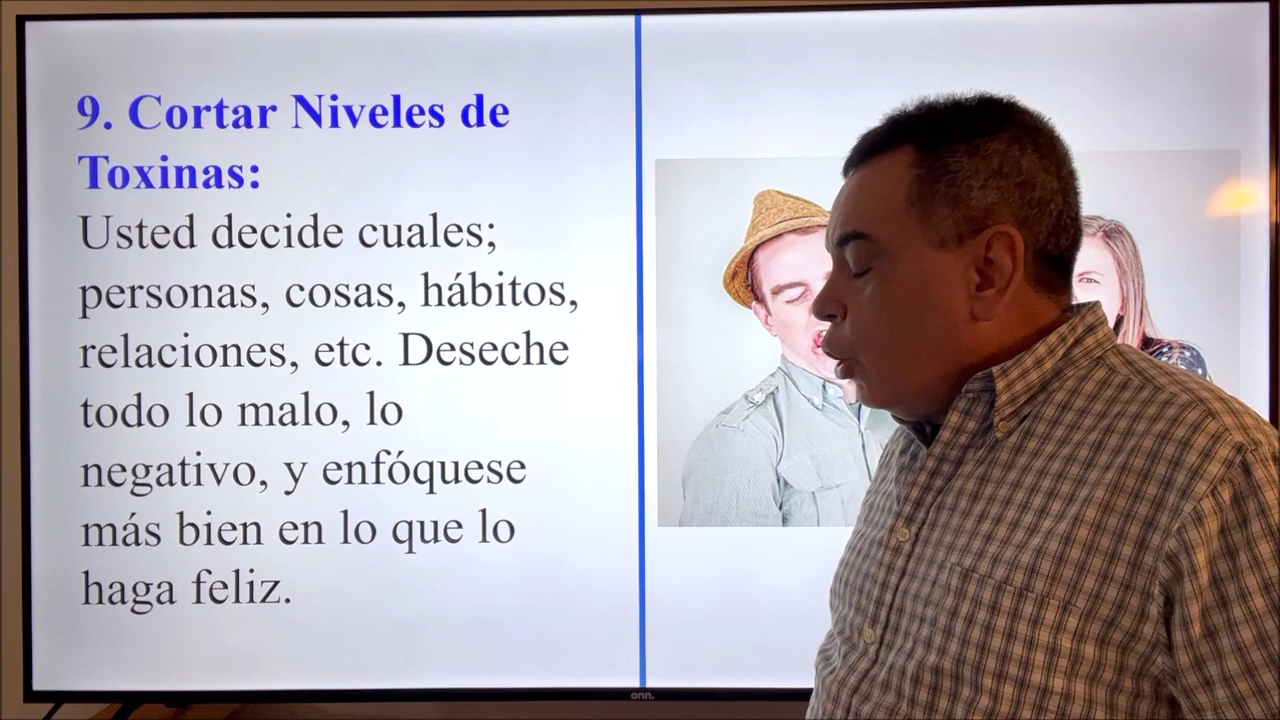 9. Cortar Niveles de
Toxinas:
Usted decide cuales;
personas, cosas, hábitos,
relaciones, etc. Deseche
todo lo malo, lo
negativo, y enfóquese
más bien en lo que lo
haga feliz.
onn.